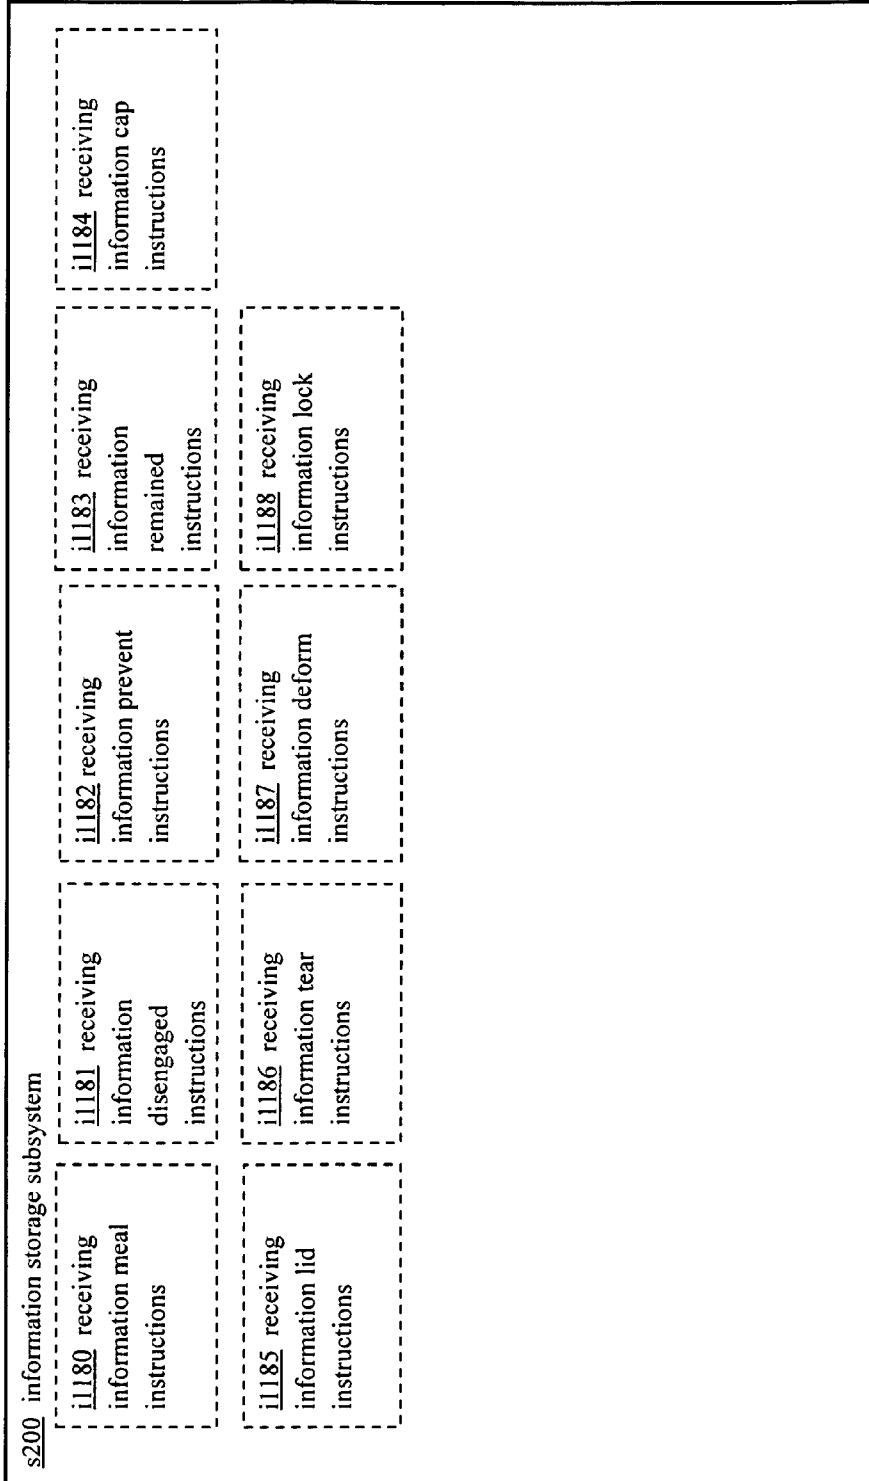 s200 information storage subsystem
i1180 receiving
information meal
instructions
i1181 receiving
information
disengaged
instructions
i1182 receiving
information prevent
instructions
i1183 receiving
information
remained
instructions
i1184 receiving
information cap
instructions
i1185 receiving
information lid
instructions
i1186 receiving
information tear
instructions
i1187 receiving
information deform
instructions
i1188 receiving
information lock
instructions